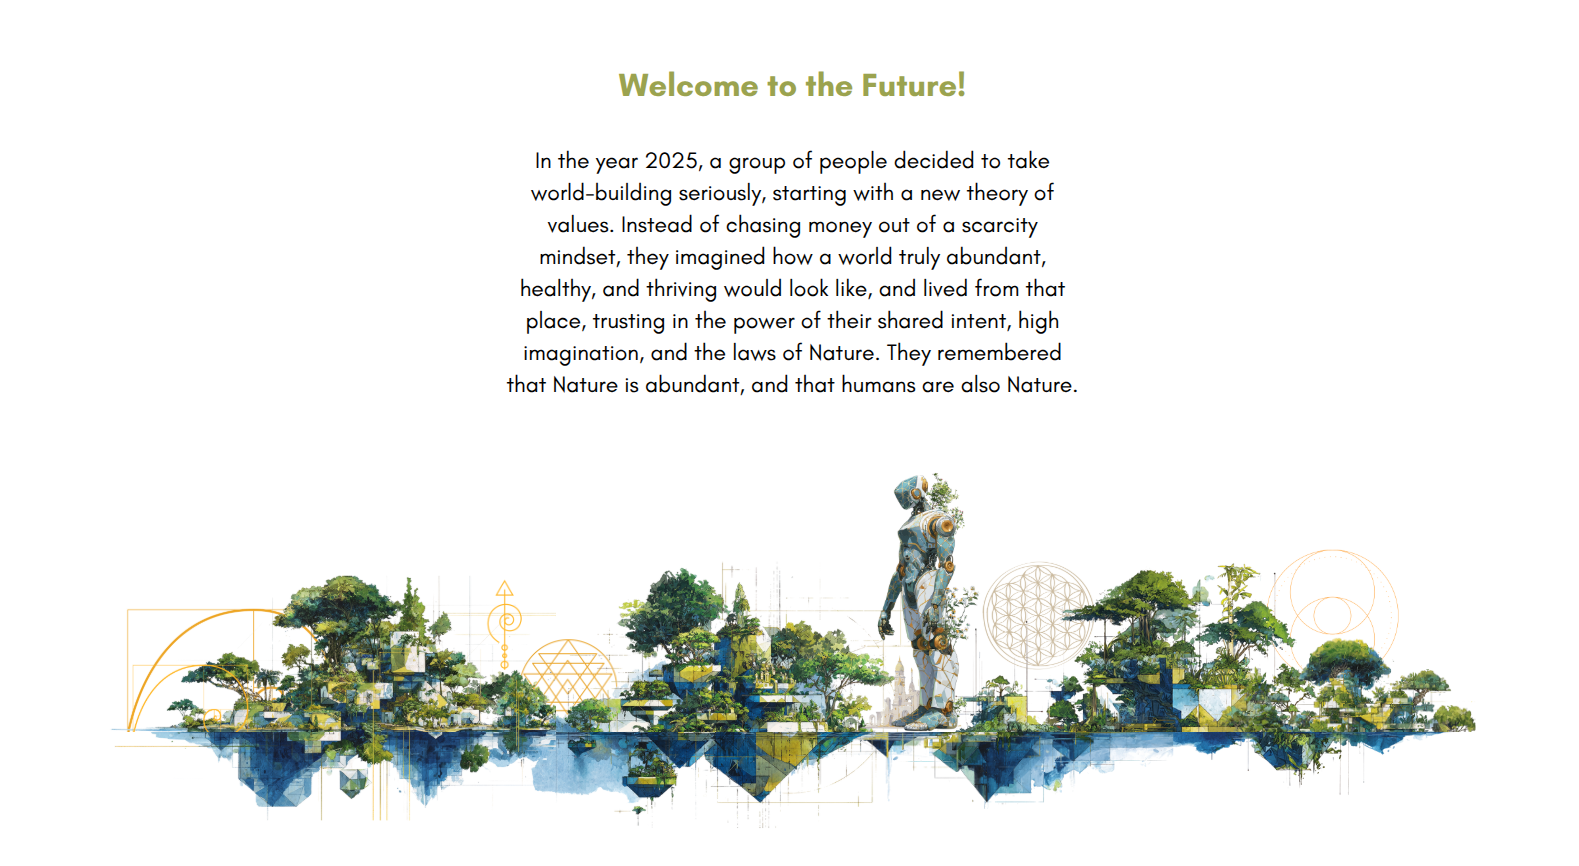 Welcome to the Future!
In the year 2025, a group of people decided to take
world-building seriously, starting with a new theory of
values. Instead of chasing money out of a scarcity
mindset, they imagined how a world truly abundant,
healthy, and thriving would look like, and lived from that
place, trusting in the power of their shared intent, high
imagination, and the laws of Nature. They remembered
that Nature is abundant, and that humans are also Nature.